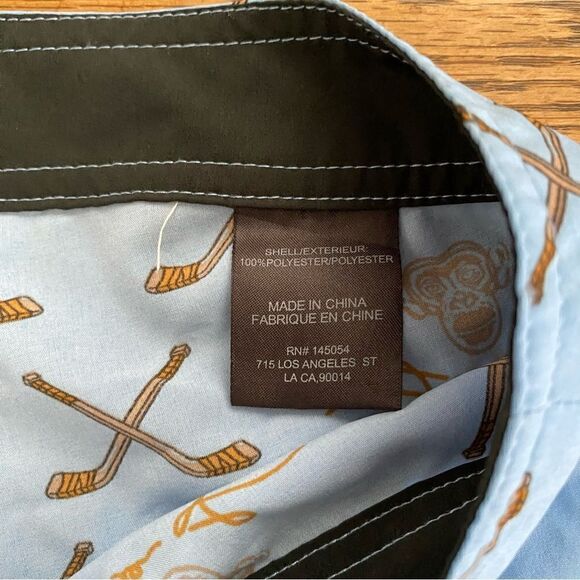 SHELL/EXTERIEUR:
100%POLYESTER/POLYESTER
MADE IN CHINA
FABRIQUE EN CHINE
RN# 145054
715 LOS ANGELES ST
LA CA,90014